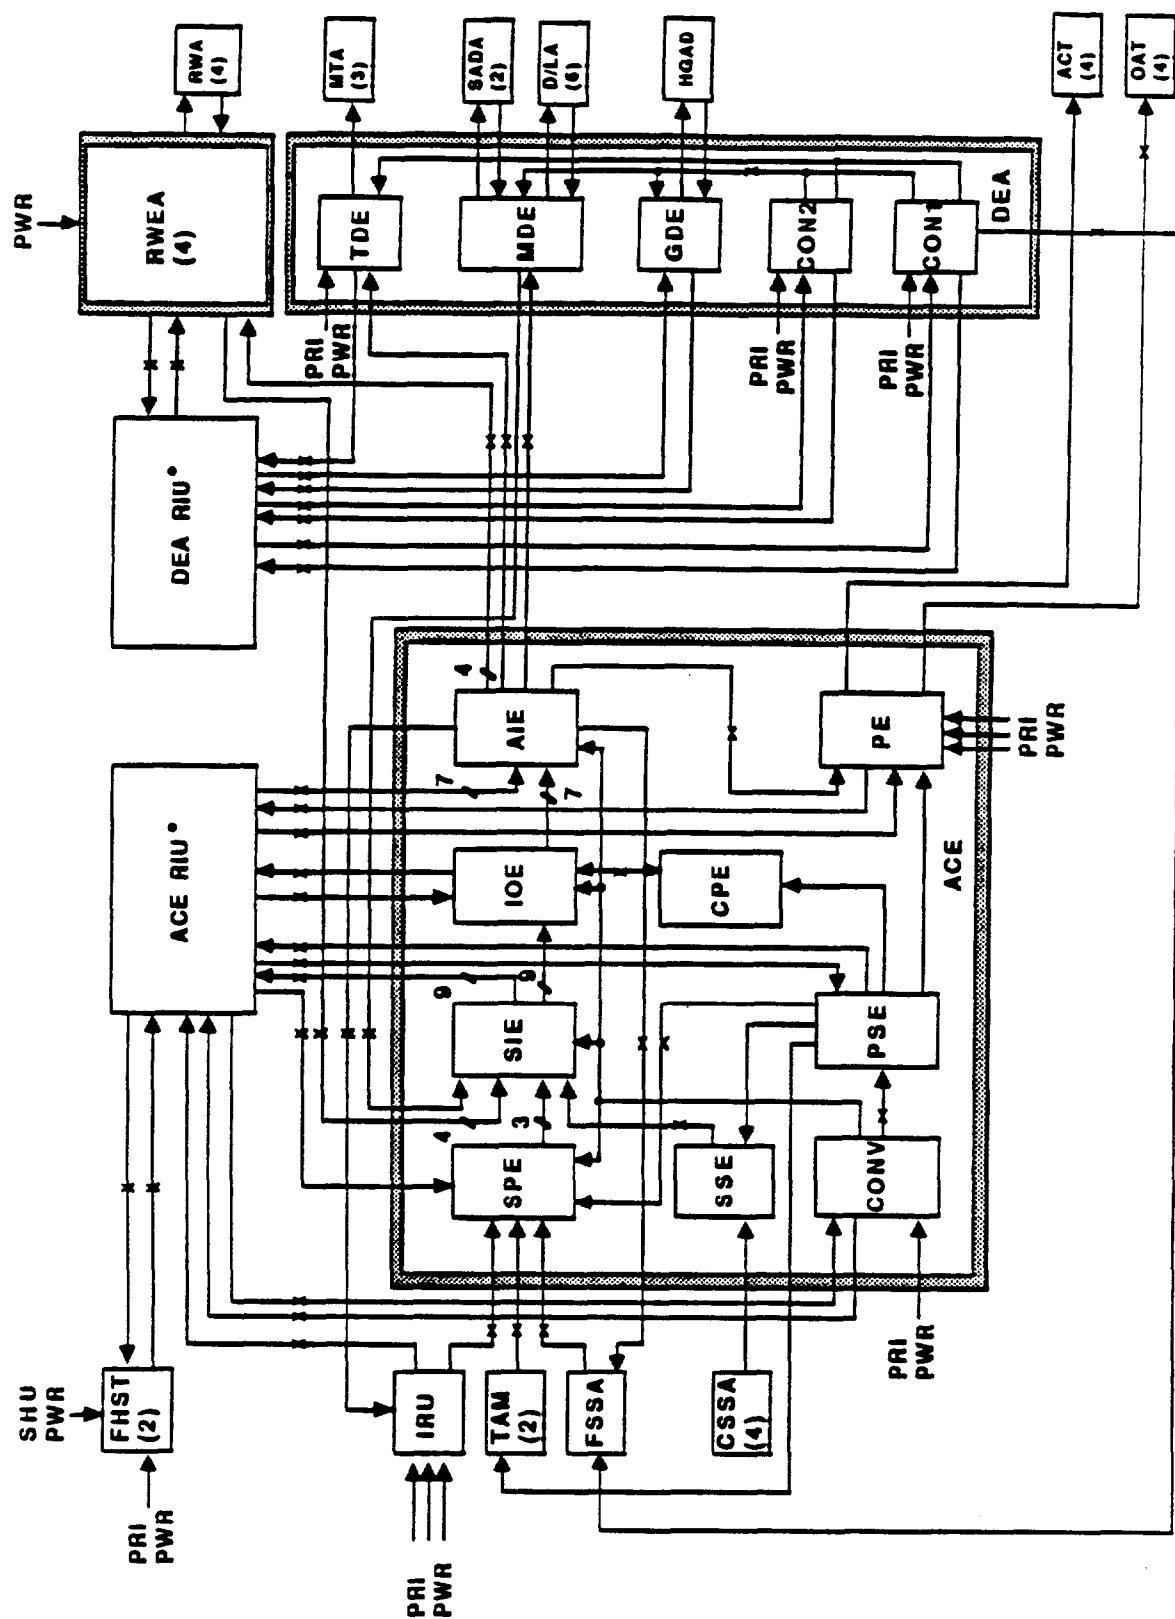 SHU
PWR
FHST
(2)
PRI
PWR
PRI
PWR
IRU
TAM
(2)
FSSA
CSSA
(4)
PRI
PWR
ACE RIU*
SPE
4
3
SIE
9
9
IOE
7
7
AIE
4
SSE
CPE
CONV
PSE
PE
ACE
PRI
PWR
DEA RIU*
PWR
RWEA
(4)
RWA
(4)
PRI
PWR
TDE
MDE
GDE
PRI
PWR
CON2
PRI
PWR
CON1
DEA
MTA
(3)
SADA
(2)
D/LA
(6)
HGAD
ACT
(4)
OAT
(4)